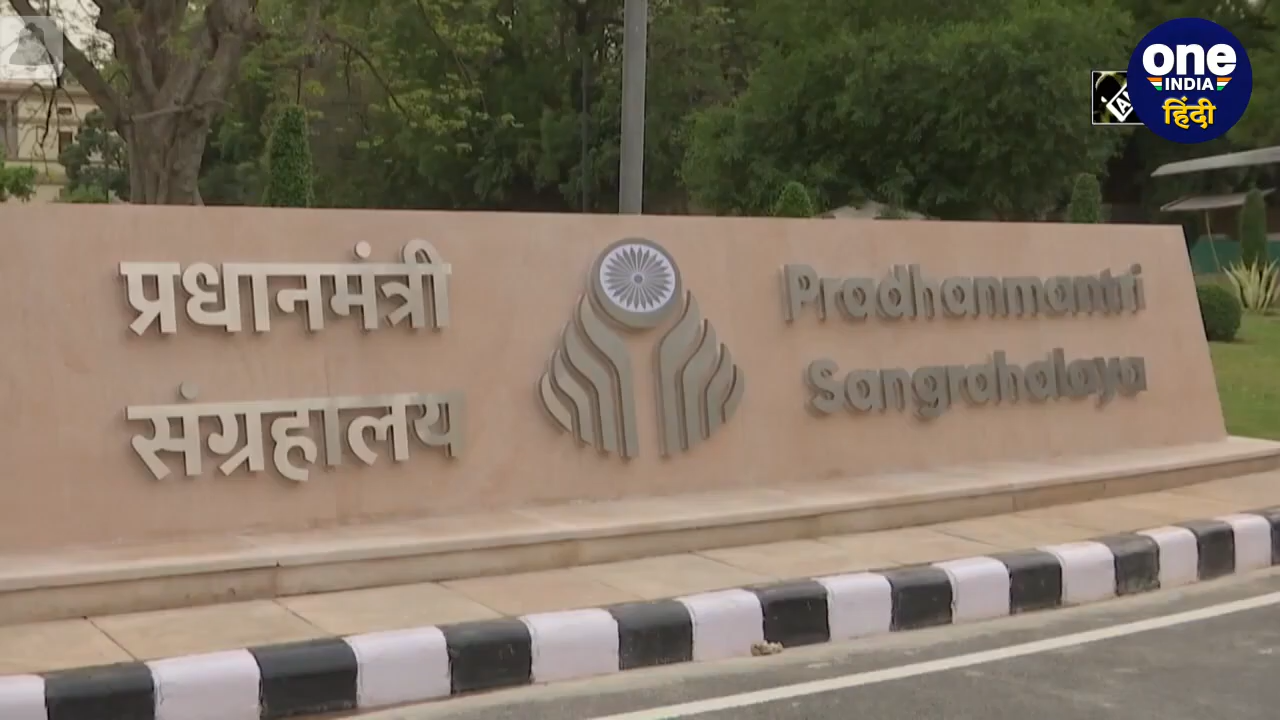 one
INDIA
हिंदी
प्रधानमंत्री
संग्रहालय
Pradhanmantri
Sangrahalaya